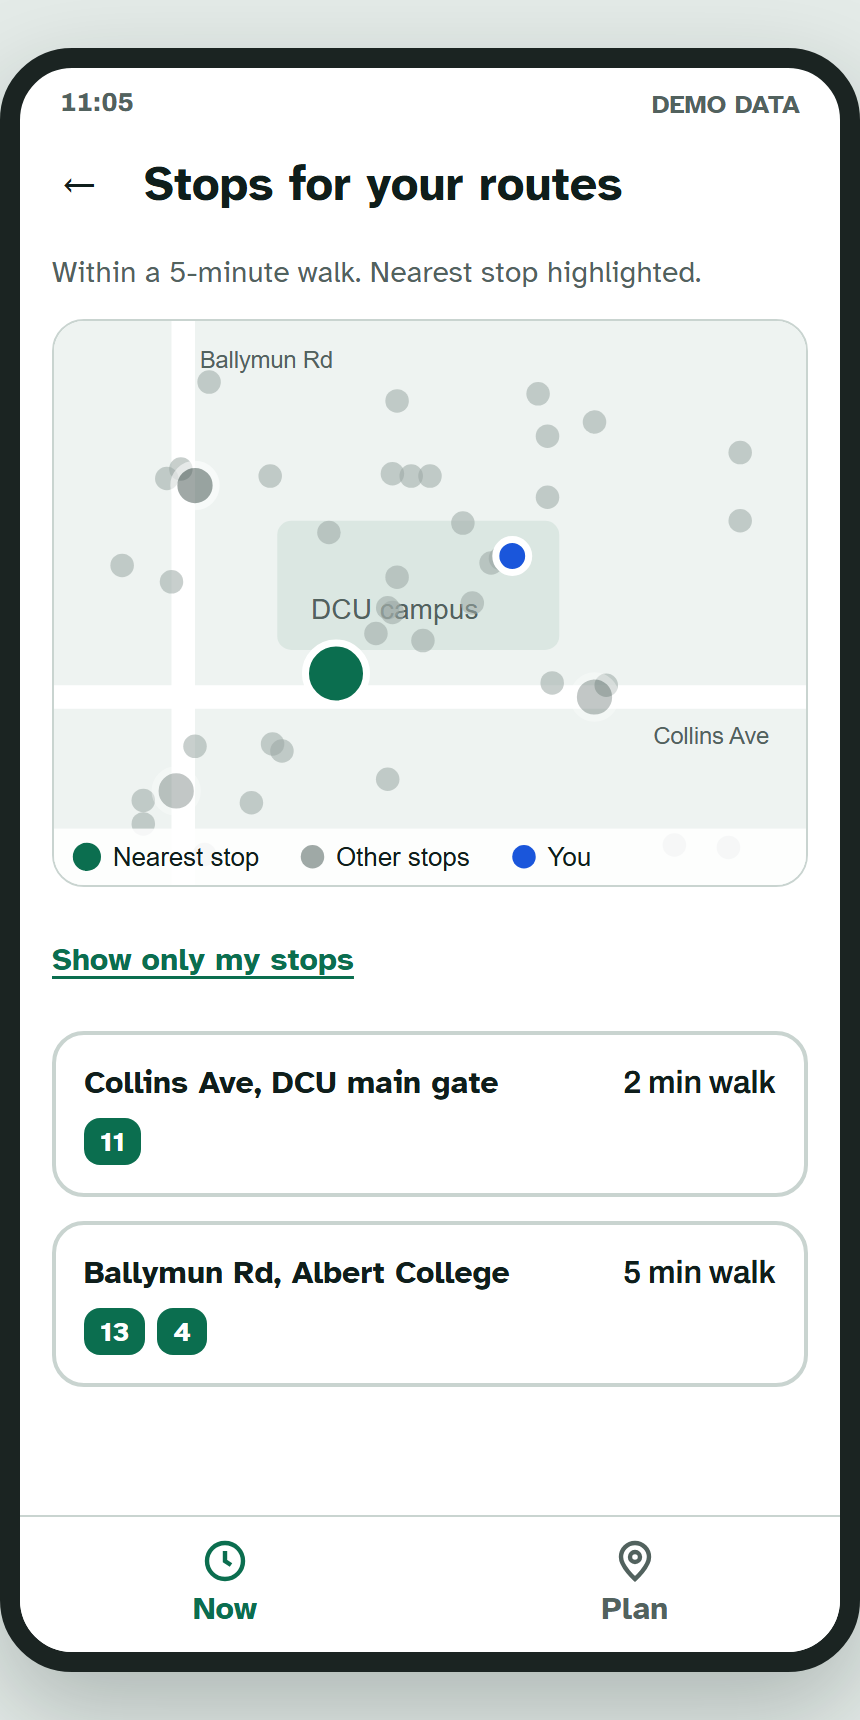 11:05
DEMO DATA
← Stops for your routes
Within a 5-minute walk. Nearest stop highlighted.
Ballymun Rd
DCU campus
Collins Ave
Nearest stop
Other stops
You
Show only my stops
Collins Ave, DCU main gate
2 min walk
11
Ballymun Rd, Albert College
5 min walk
13
4
Now
Plan